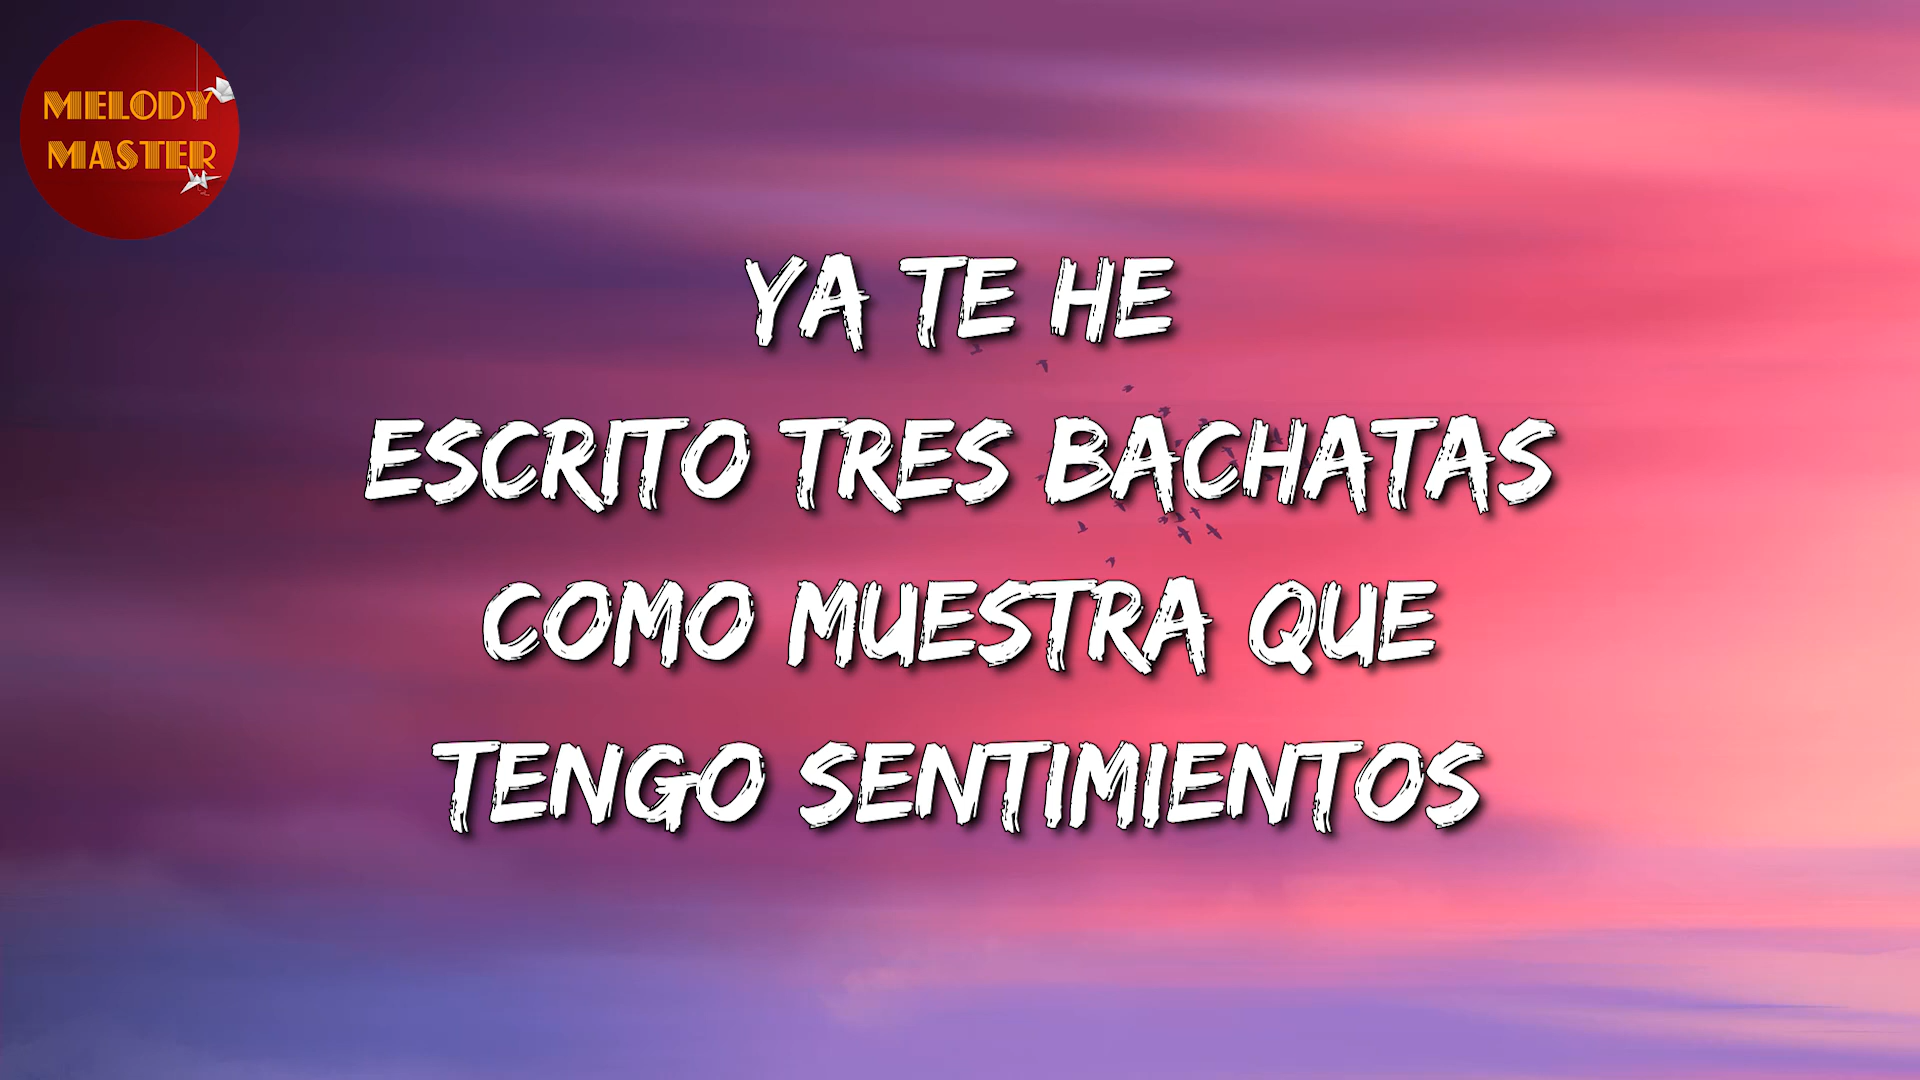 MELODY
MASTER
YA TE HE
ESCRITO TRES BACHATAS
COMO MUESTRA QUE
TENGO SENTIMIENTOS